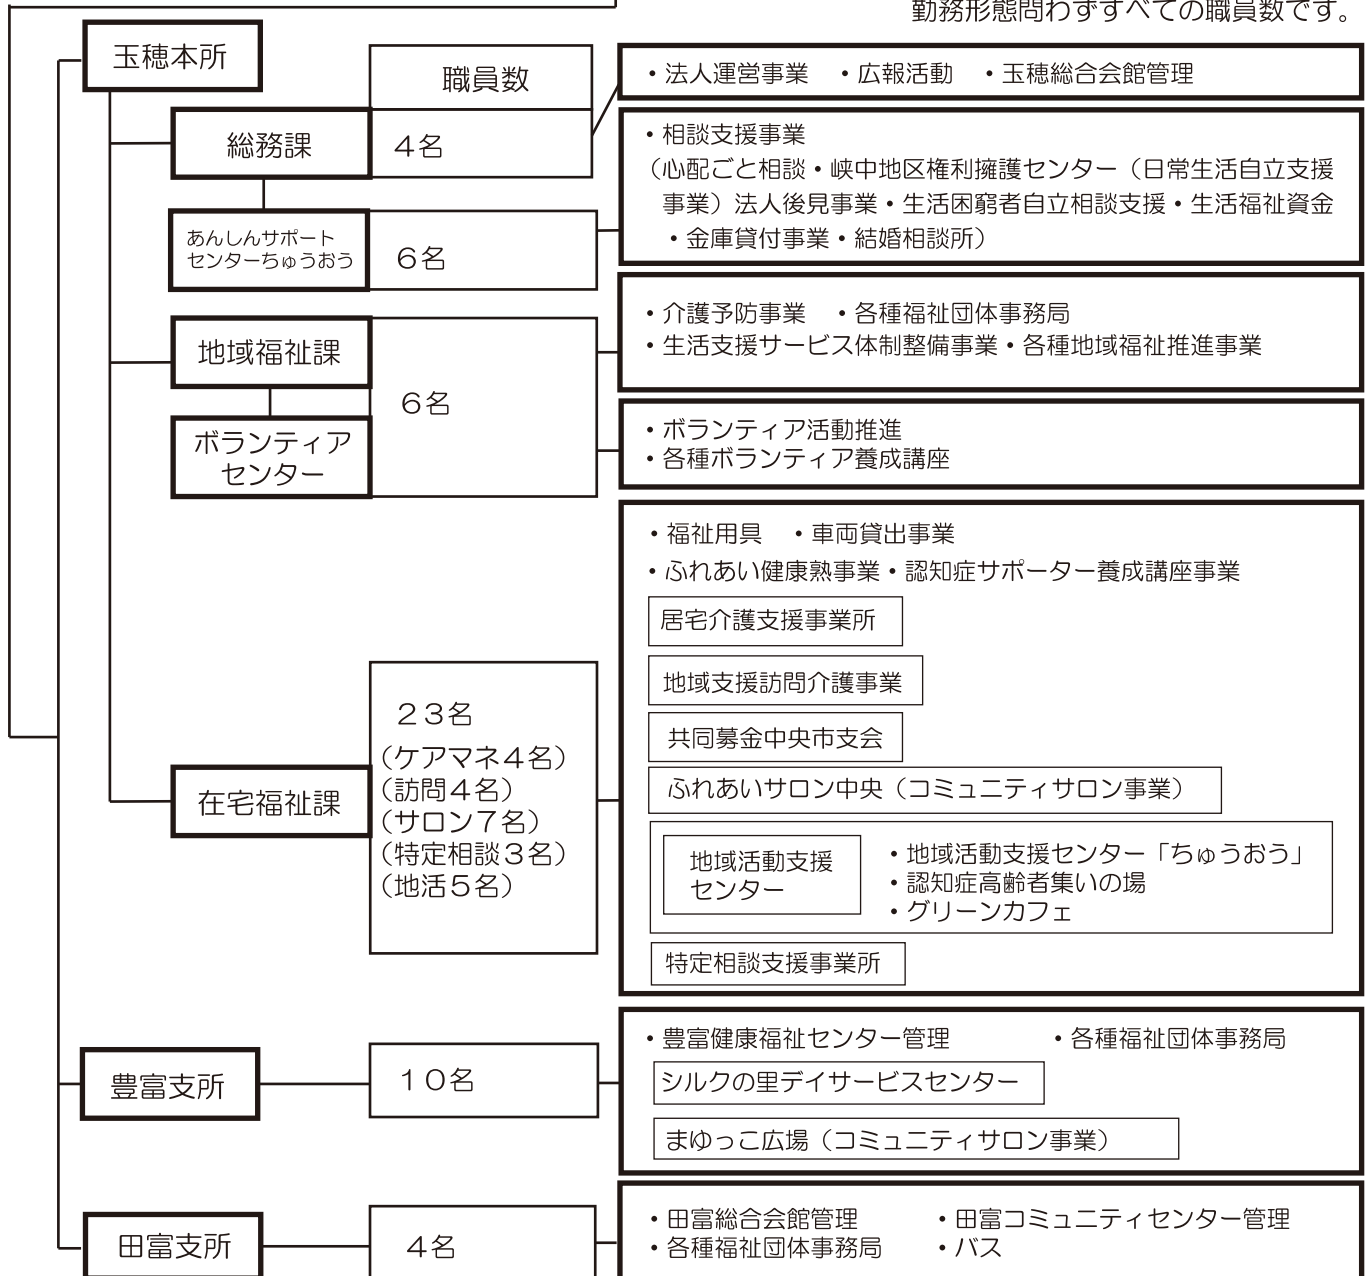 勤務形態問わずすべての職員数です。
玉穂本所
職員数
・法人運営事業　・広報活動　・玉穂総合会館管理
総務課
4名
・相談支援事業
（心配ごと相談・峡中地区権利擁護センター（日常生活自立支援
事業）法人後見事業・生活困窮者自立相談支援・生活福祉資金
・金庫貸付事業・結婚相談所）
あんしんサポート
センターちゅうおう
6名
地域福祉課
6名
・介護予防事業　・各種福祉団体事務局
・生活支援サービス体制整備事業・各種地域福祉推進事業
ボランティア
センター
・ボランティア活動推進
・各種ボランティア養成講座
在宅福祉課
23名
（ケアマネ4名）
（訪問4名）
（サロン7名）
（特定相談3名）
（地活5名）
・福祉用具　・車両貸出事業
・ふれあい健康熟事業・認知症サポーター養成講座事業
居宅介護支援事業所
地域支援訪問介護事業
共同募金中央市支会
ふれあいサロン中央（コミュニティサロン事業）
地域活動支援
センター
・地域活動支援センター「ちゅうおう」
・認知症高齢者集いの場
・グリーンカフェ
特定相談支援事業所
豊富支所
10名
・豊富健康福祉センター管理　・各種福祉団体事務局
シルクの里デイサービスセンター
まゆっこ広場（コミュニティサロン事業）
田富支所
4名
・田富総合会館管理　・田富コミュニティセンター管理
・各種福祉団体事務局　・バス